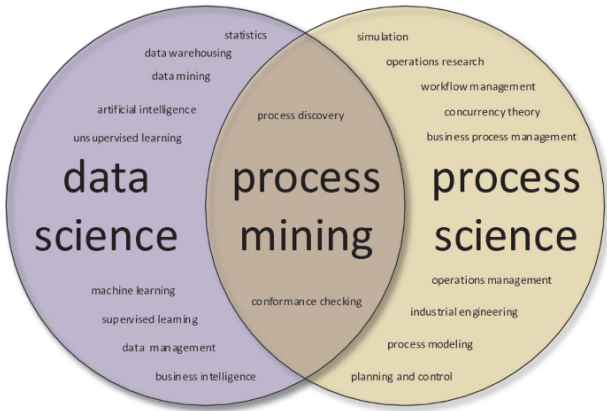 statistics
data warehousing
data mining
artificial intelligence
unsupervised learning
data
science
machine learning
supervised learning
data management
business intelligence
process discovery
process
mining
conformance checking
simulation
operations research
workflow management
concurrency theory
business process management
process
science
operations management
industrial engineering
process modeling
planning and control